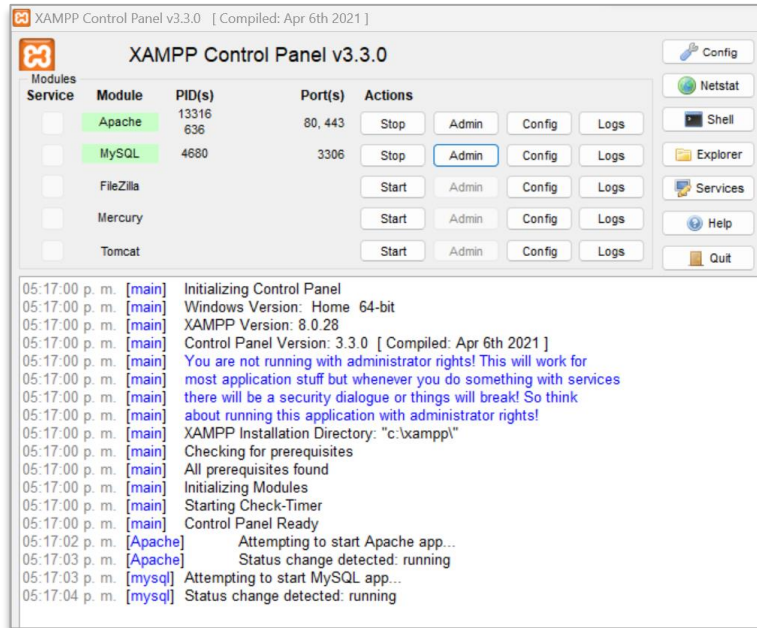 XAMPP Control Panel v3.3.0 [ Compiled: Apr 6th 2021 ]
XAMPP Control Panel v3.3.0
Config
Modules
Service Module PID(s) Port(s) Actions
Netstat
Apache 13316 636 80, 443 Stop Admin Config Logs
Shell
MySQL 4680 3306 Stop Admin Config Logs
Explorer
FileZilla Start Admin Config Logs
Services
Mercury Start Admin Config Logs
Help
Tomcat Start Admin Config Logs
Quit
05:17:00 p. m. [main] Initializing Control Panel
05:17:00 p. m. [main] Windows Version: Home 64-bit
05:17:00 p. m. [main] XAMPP Version: 8.0.28
05:17:00 p. m. [main] Control Panel Version: 3.3.0 [ Compiled: Apr 6th 2021 ]
05:17:00 p. m. [main] You are not running with administrator rights! This will work for
05:17:00 p. m. [main] most application stuff but whenever you do something with services
05:17:00 p. m. [main] there will be a security dialogue or things will break! So think
05:17:00 p. m. [main] about running this application with administrator rights!
05:17:00 p. m. [main] XAMPP Installation Directory: "c:\xampp\"
05:17:00 p. m. [main] Checking for prerequisites
05:17:00 p. m. [main] All prerequisites found
05:17:00 p. m. [main] Initializing Modules
05:17:00 p. m. [main] Starting Check-Timer
05:17:00 p. m. [main] Control Panel Ready
05:17:02 p. m. [Apache] Attempting to start Apache app...
05:17:03 p. m. [Apache] Status change detected: running
05:17:03 p. m. [mysql] Attempting to start MySQL app...
05:17:04 p. m. [mysql] Status change detected: running